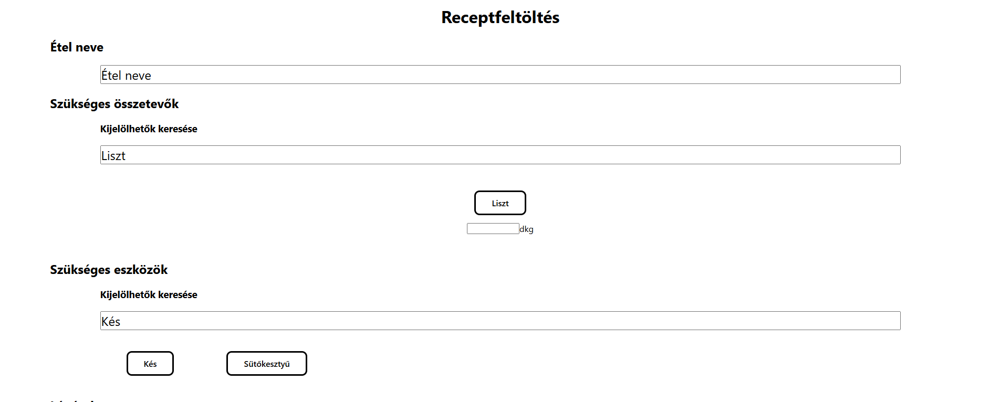 Receptfeltöltés
Étel neve
Étel neve
Szükséges összetevők
Kijelölhetők keresése
Liszt
Liszt
dkg
Szükséges eszközök
Kijelölhetők keresése
Kés
Kés Sütőkesztyű